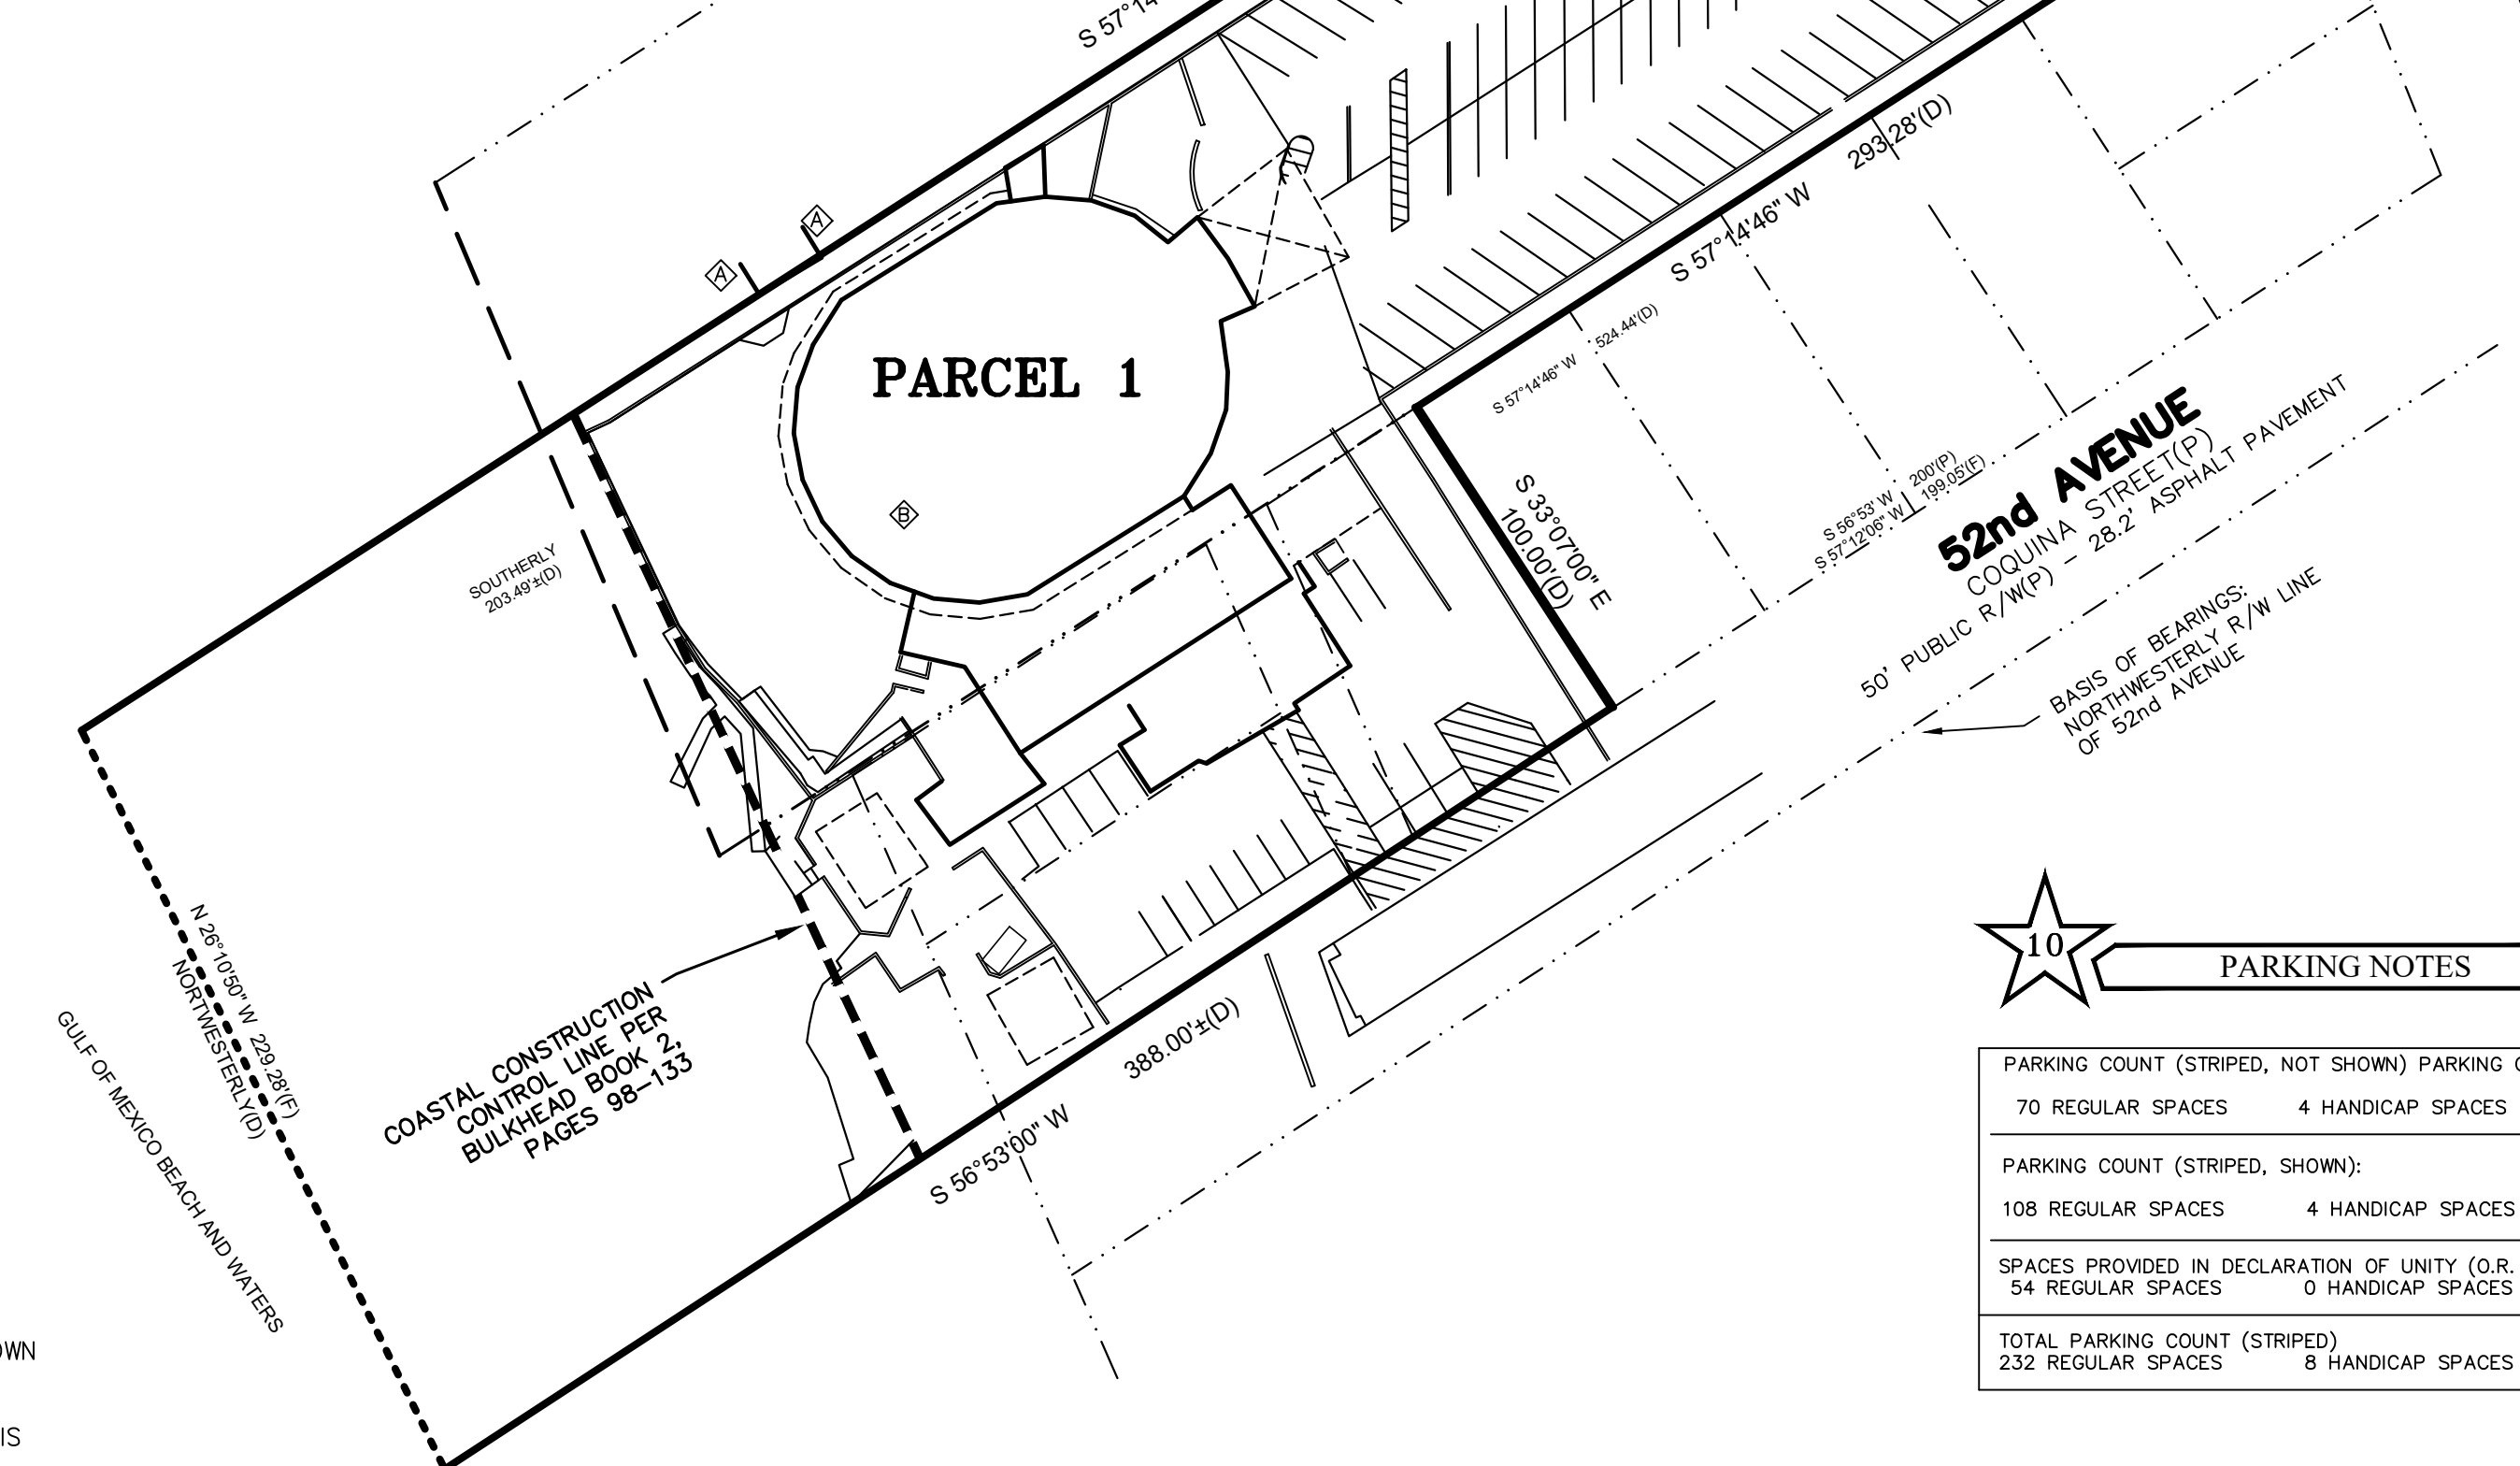 S 57°14'
A
A
PARCEL 1
B
293.28'(D)
S 57°14'46" W
524.44'(D)
S 57°14'46" W
S 33°07'00" E
100.00'(D)
200'(P)
S 56°53' W
199.05'(F)
S 57°12'06" W
52nd AVENUE
COQUINA STREET(P)
50' PUBLIC R/W(P) - 28.2' ASPHALT PAVEMENT
BASIS OF BEARINGS:
NORTHWESTERLY R/W LINE
OF 52nd AVENUE
SOUTHERLY
203.49'±(D)
N 26°10'50" W 229.28'(F)
NORTWESTERLY(D)
GULF OF MEXICO BEACH AND WATERS
COASTAL CONSTRUCTION
CONTROL LINE PER
BULKHEAD BOOK 2,
PAGES 98-133
388.00'±(D)
S 56°53'00" W
10
PARKING NOTES
PARKING COUNT (STRIPED, NOT SHOWN) PARKING
70 REGULAR SPACES 4 HANDICAP SPACES
PARKING COUNT (STRIPED, SHOWN):
108 REGULAR SPACES 4 HANDICAP SPACES
SPACES PROVIDED IN DECLARATION OF UNITY (O.R.
54 REGULAR SPACES 0 HANDICAP SPACES
TOTAL PARKING COUNT (STRIPED)
232 REGULAR SPACES 8 HANDICAP SPACES
OWN
IS